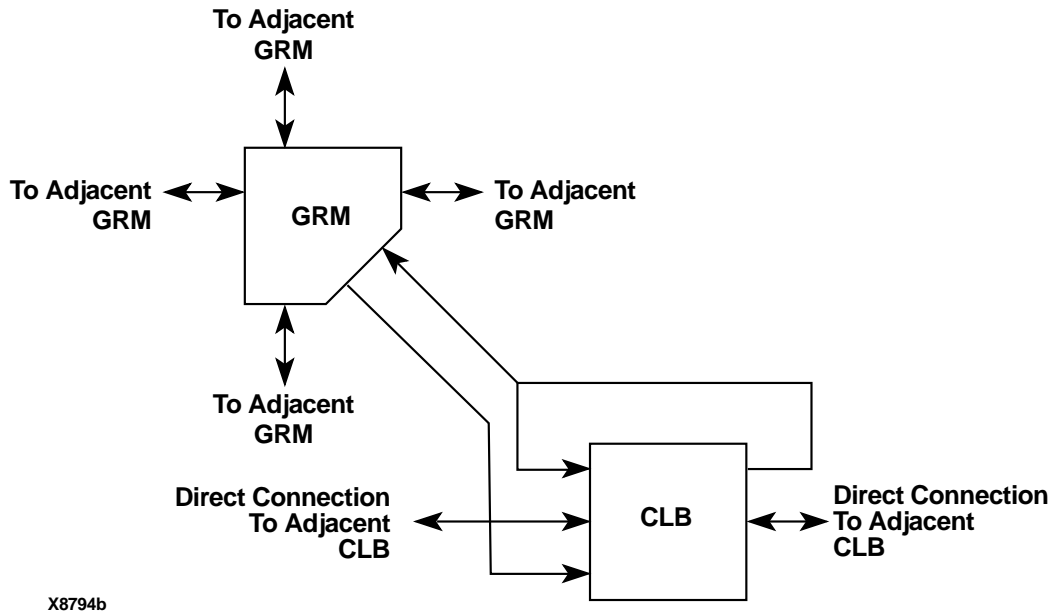 To Adjacent
GRM
To Adjacent
GRM
GRM
To Adjacent
GRM
To Adjacent
GRM
Direct Connection
To Adjacent
CLB
CLB
Direct Connection
To Adjacent
CLB
X8794b